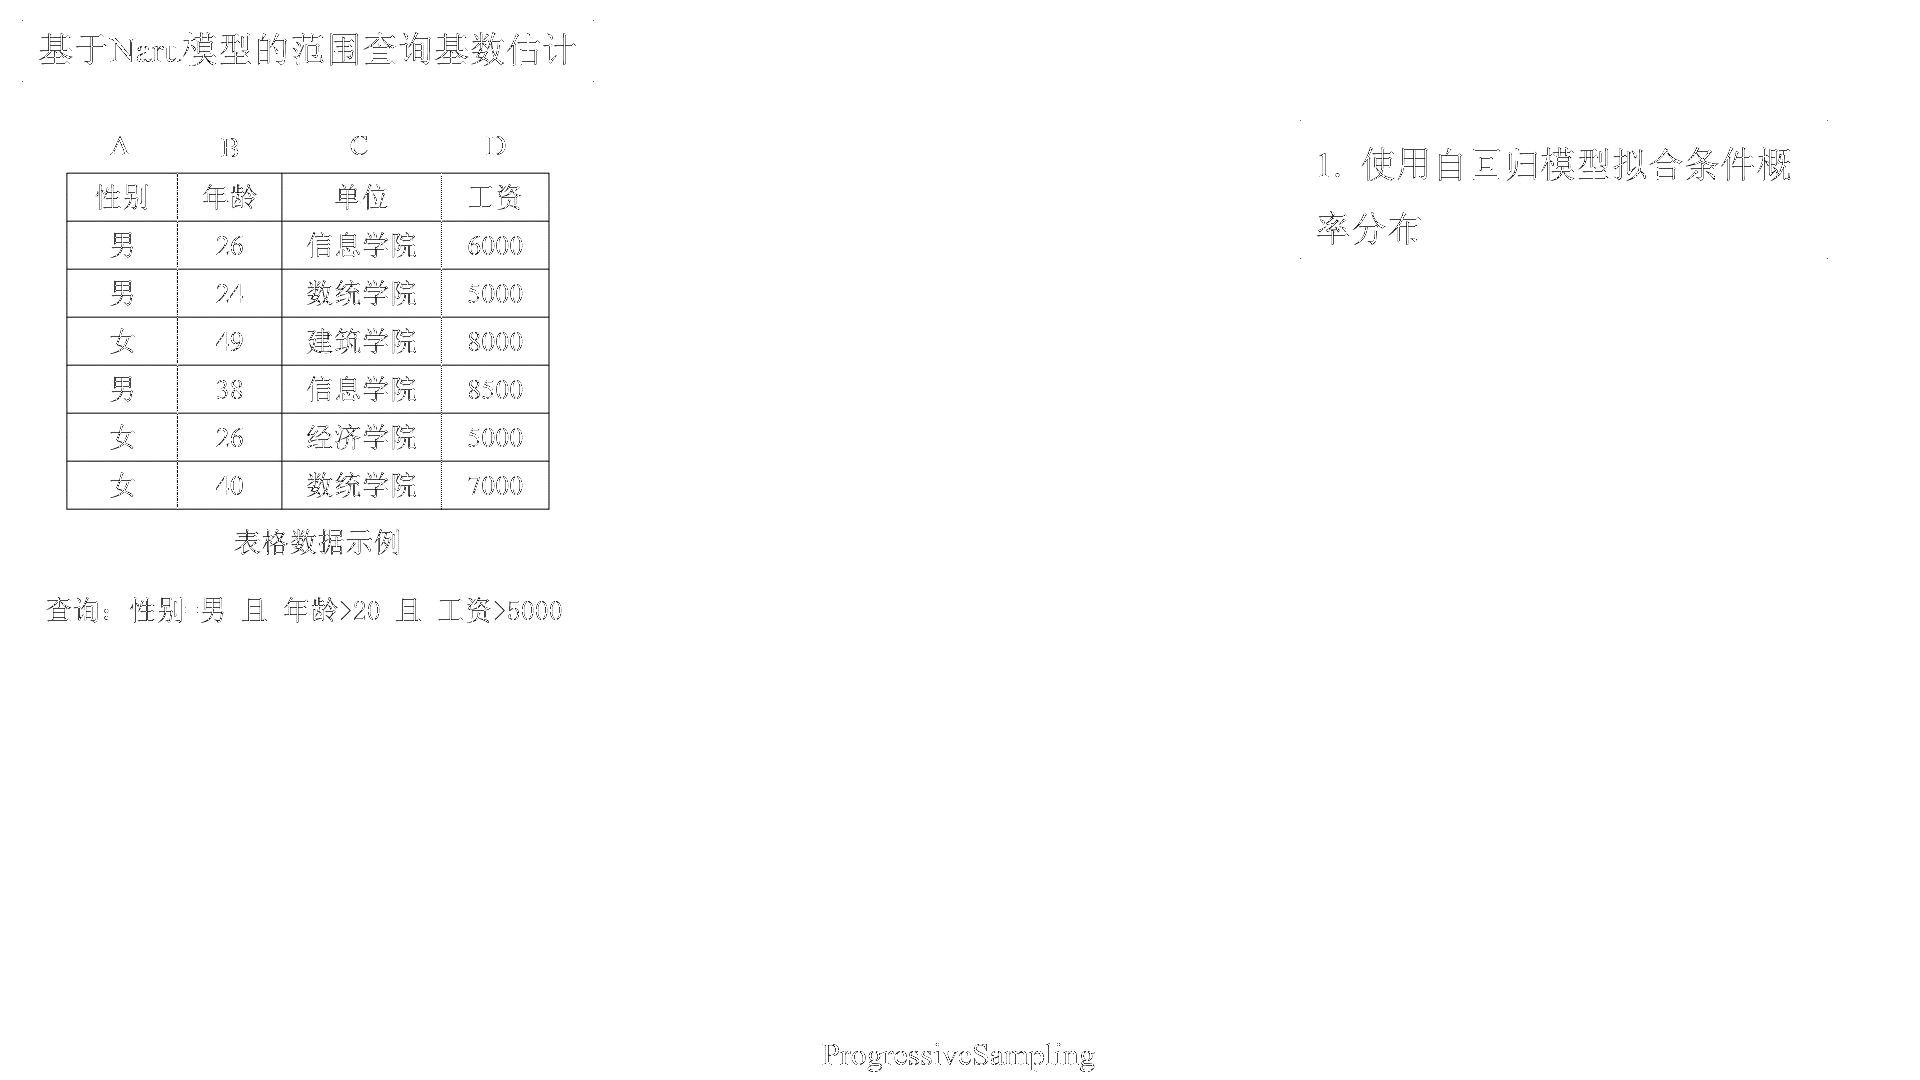 基于Naru模型的范围查询基数估计
A B C D
性别 年龄 单位 工资
男 26 信息学院 6000
男 24 数统学院 5000
女 49 建筑学院 8000
男 38 信息学院 8500
女 26 经济学院 5000
女 40 数统学院 7000
表格数据示例
查询：性别=男 且 年龄>20 且 工资>5000
1. 使用自回归模型拟合条件概
率分布
ProgressiveSampling